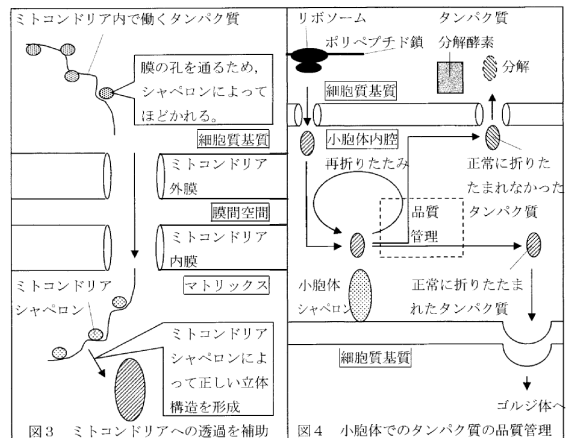 ミトコンドリア内で働くタンパク質
膜の孔を通るため，
シャペロンによって
ほどかれる。
細胞質基質
ミトコンドリア
外膜
膜間空間
ミトコンドリア
内膜
マトリックス
ミトコンドリア
シャペロン
ミトコンドリア
シャペロンによ
って正しい立体
構造を形成
図3　ミトコンドリアへの透過を補助
リボソーム
ポリペプチド鎖
タンパク質
分解酵素
分解
細胞質基質
小胞体内腔
再折りたたみ
正常に折りた
たまれなかった
タンパク質
品質
管理
小胞体
シャペロン
正常に折りたたま
れたタンパク質
細胞質基質
ゴルジ体へ
図4　小胞体でのタンパク質の品質管理